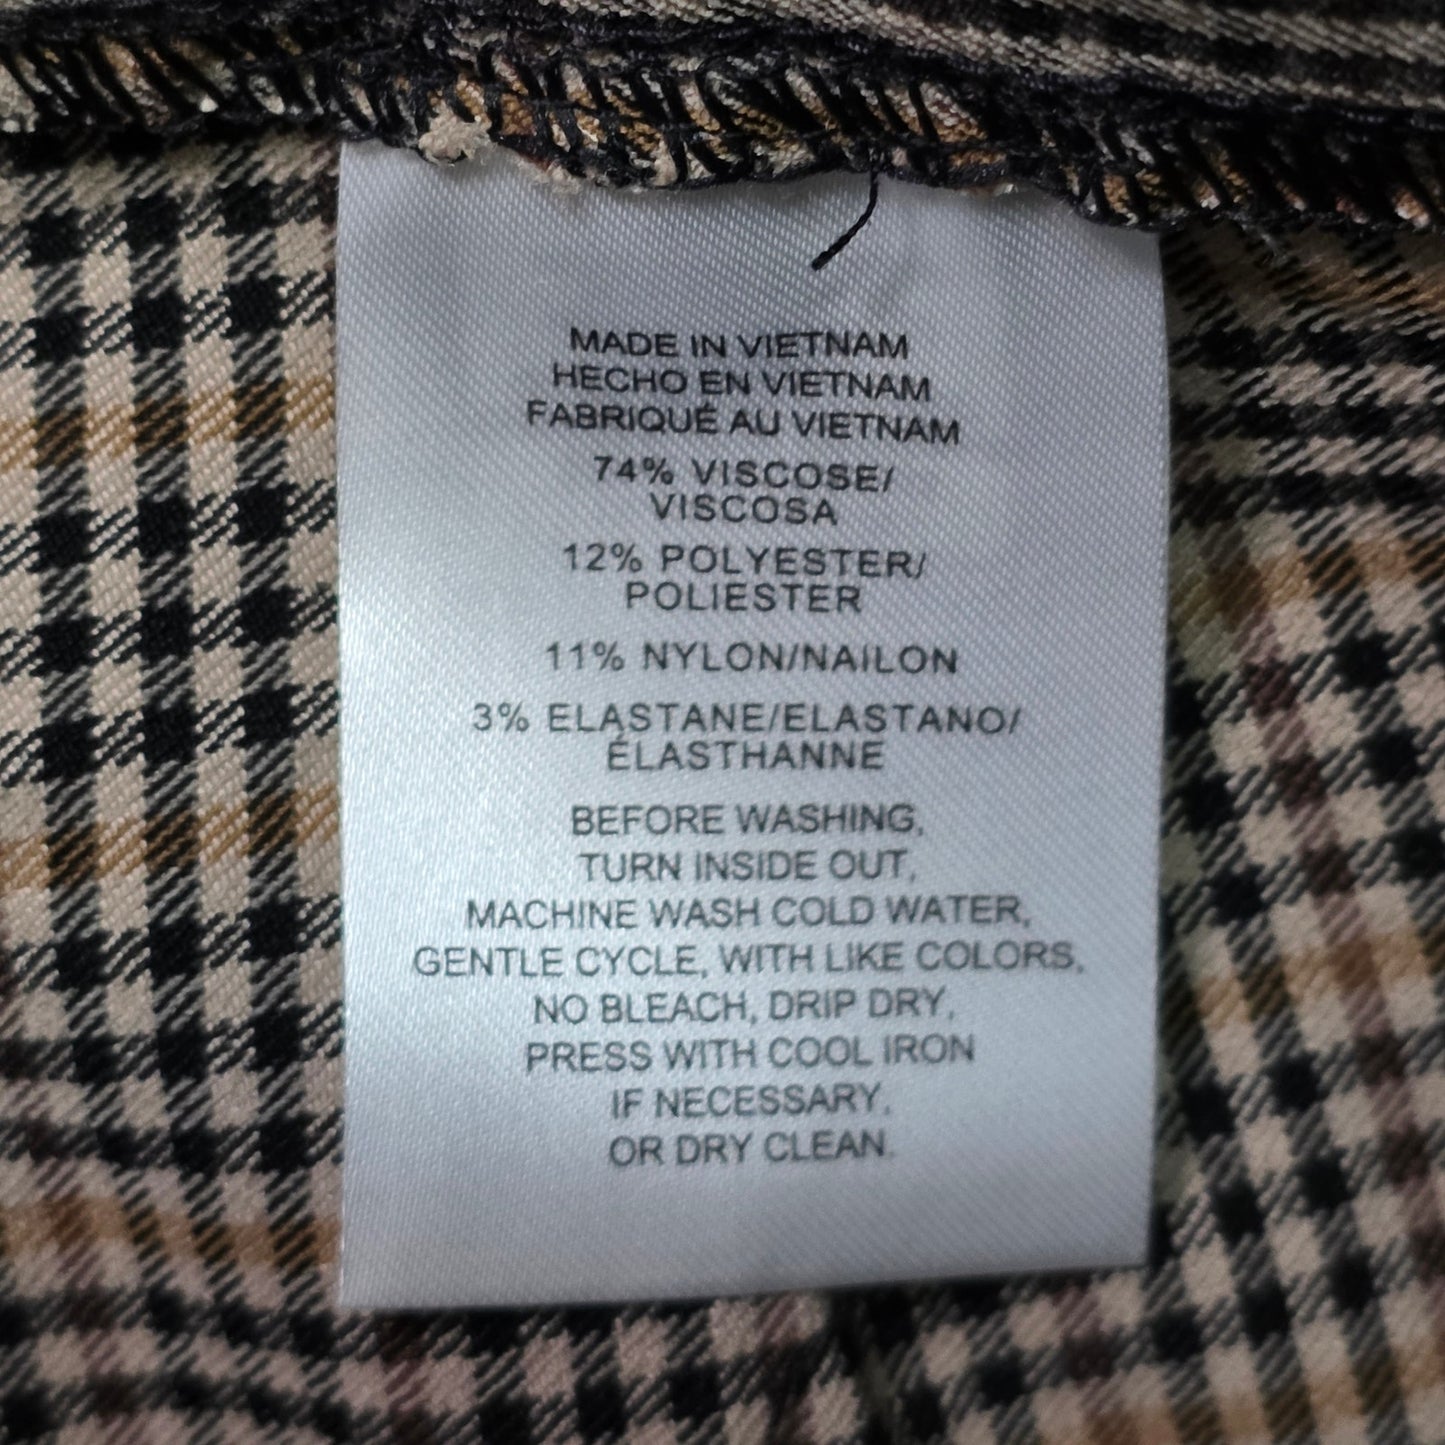 MADE IN VIETNAM
HECHO EN VIETNAM
FABRIQUÉ AU VIETNAM
74% VISCOSE/
VISCOSA
12% POLYESTER/
POLIESTER
11% NYLON/NAILON
3% ELASTANE/ELASTANO/
ÉLASTHANNE
BEFORE WASHING,
TURN INSIDE OUT,
MACHINE WASH COLD WATER,
GENTLE CYCLE, WITH LIKE COLORS,
NO BLEACH, DRIP DRY,
PRESS WITH COOL IRON
IF NECESSARY,
OR DRY CLEAN.